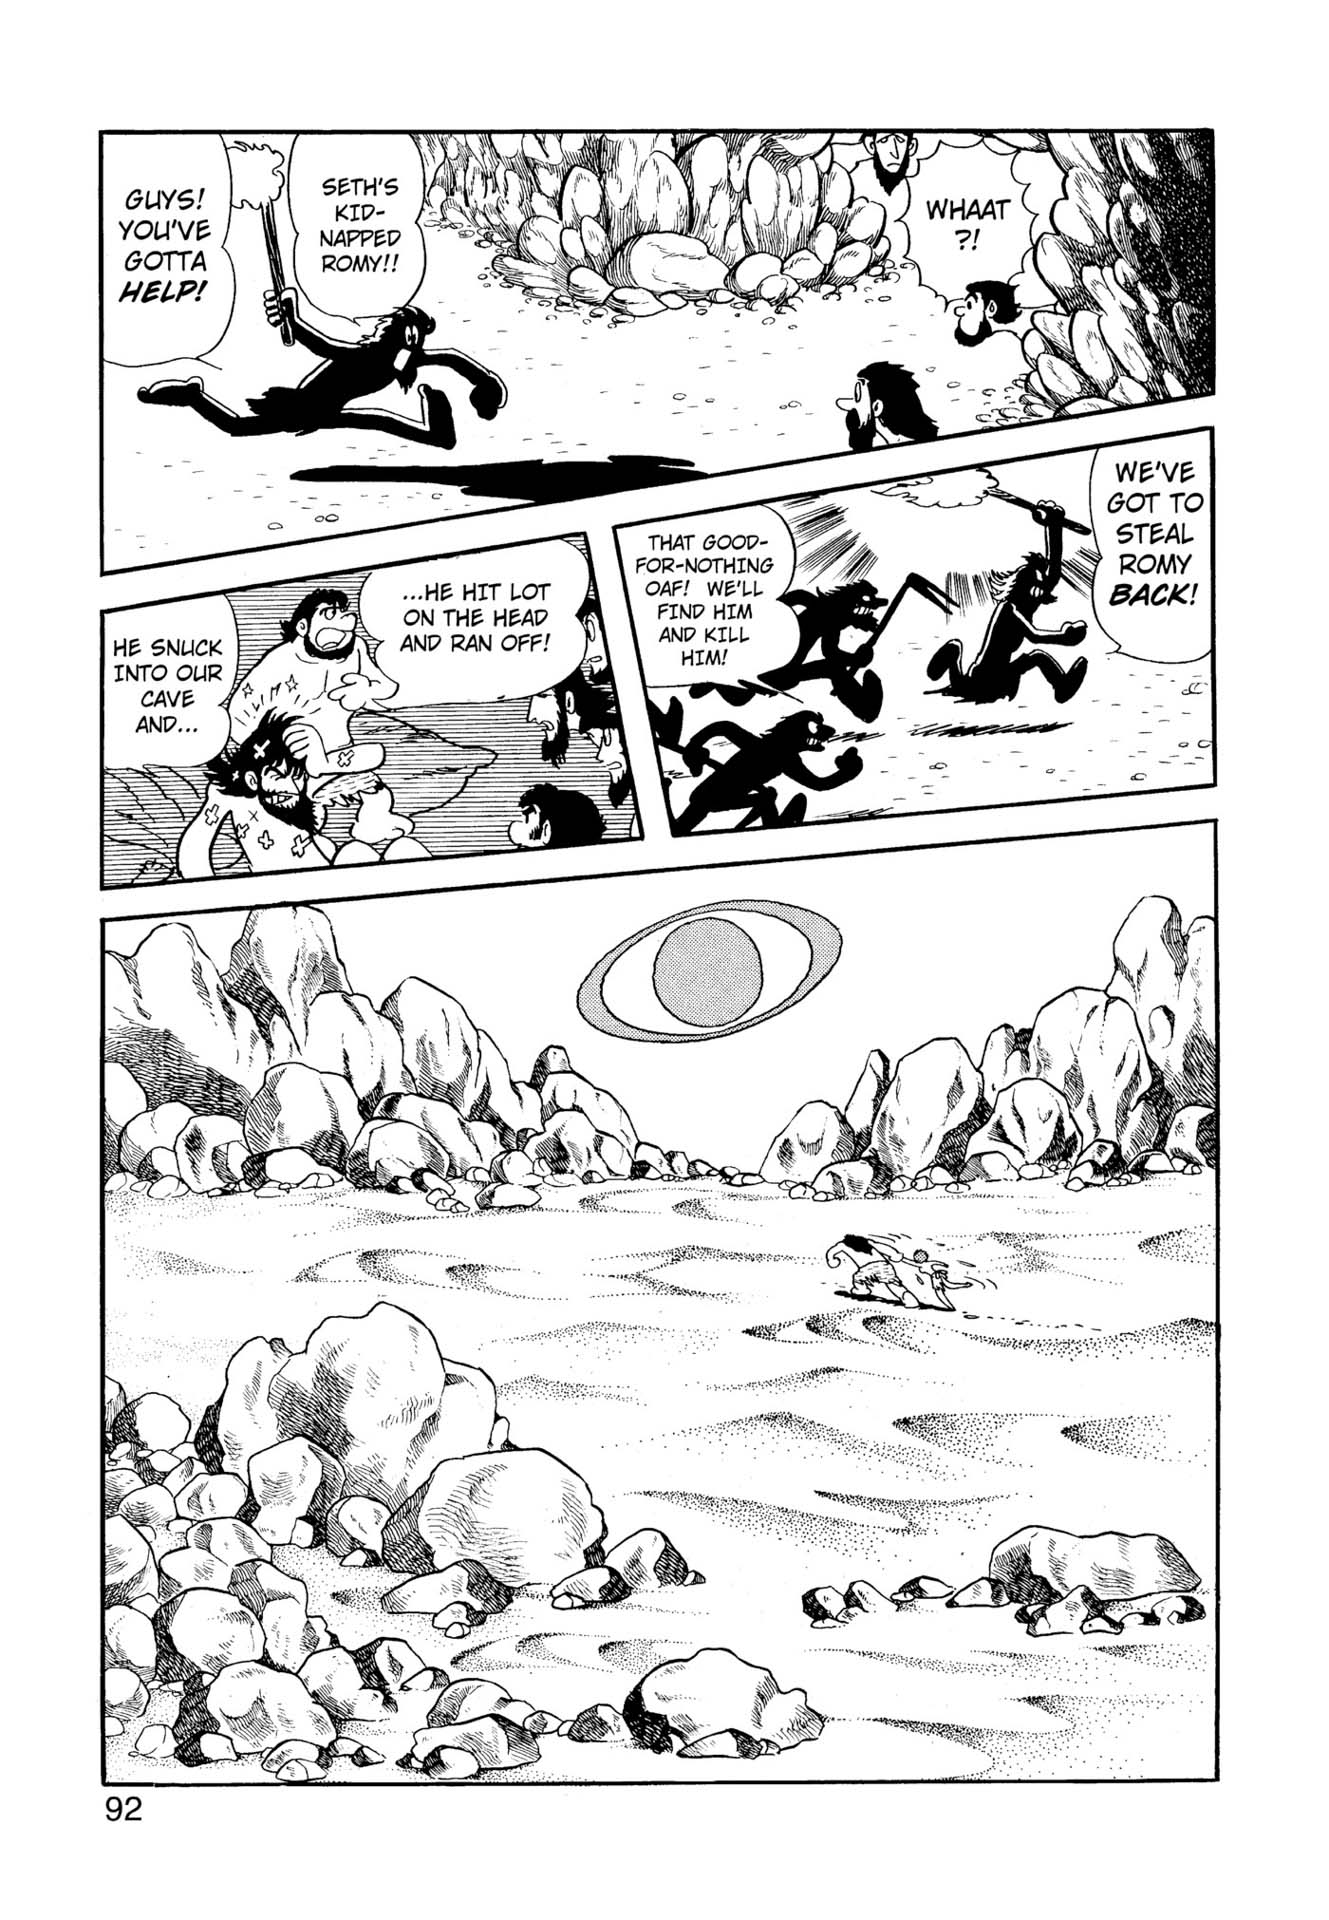 GUYS!
YOU'VE
GOTTA
HELP!
SETH'S
KID-
NAPPED
ROMY!!
WHAAT
?!
HE SNUCK
INTO OUR
CAVE
AND...
...HE HIT LOT
ON THE HEAD
AND RAN OFF!
THAT GOOD-
FOR-NOTHING
OAF! WE'LL
FIND HIM
AND KILL
HIM!
WE'VE
GOT TO
STEAL
ROMY
BACK!
92